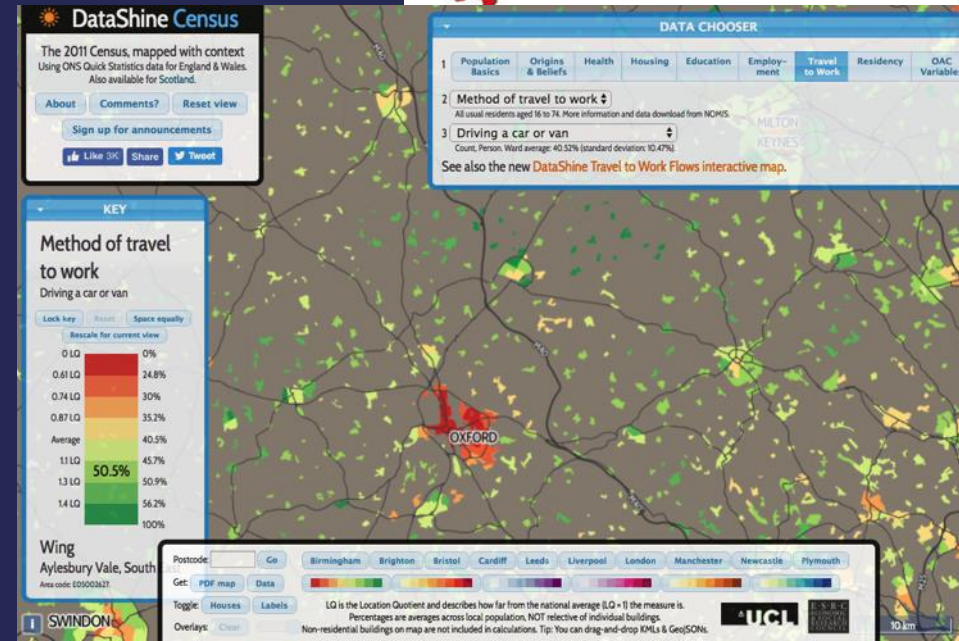 DataShine Census
The 2011 Census, mapped with context
Using ONS Quick Statistics data for England & Wales.
Also available for Scotland.
About Comments? Reset view
Sign up for announcements
Like 3K Share Tweet
DATA CHOOSER
1 Population Basics Origins & Beliefs Health Housing Education Employ-ment Travel to Work Residency OAC Variable
2 Method of travel to work
All usual residents aged 16 to 74. More information and data download from NOMIS.
3 Driving a car or van
Count, Person. Ward average: 40.52% (standard deviation: 10.47%).
See also the new DataShine Travel to Work Flows interactive map.
MILTON
KEYNES
KEY
Method of travel
to work
Driving a car or van
Lock key Reset Space equally
Rescale for current view
0 LQ 0%
0.61 LQ 24.8%
0.74 LQ 30%
0.87 LQ 35.2%
Average 40.5%
1.1 LQ 45.7%
50.5%
1.3 LQ 50.9%
1.4 LQ 56.2%
100%
Wing
Aylesbury Vale, South East
Area code: E05002627.
M40
M40
OXFORD
SWINDON
i
Postcode: Go Birmingham Brighton Bristol Cardiff Leeds Liverpool London Manchester Newcastle Plymouth
Get: PDF map Data
Toggle: Houses Labels
Overlays: Clear
LQ is the Location Quotient and describes how far from the national average (LQ = 1) the measure is.
Percentages are averages across local population, NOT relective of individual buildings.
Non-residential buildings on map are not included in calculations. Tip: You can drag-and-drop KMLs & GeoJSONs.
UCL
E·S·R·C
ECONOMIC
& SOCIAL
RESEARCH
COUNCIL
10 km